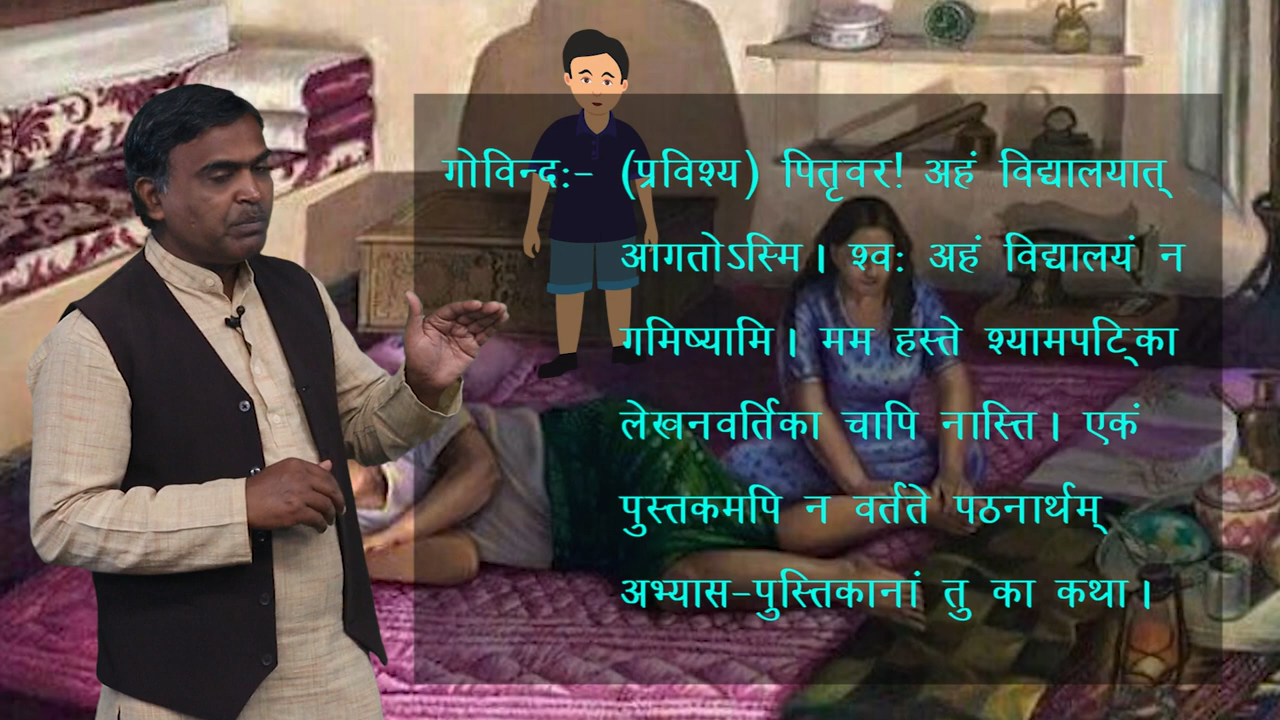 गोविन्दः- (प्रविश्य) पितृवर! अहं विद्यालयात्
आगतोऽस्मि। श्वः अहं विद्यालयं न
गमिष्यामि। मम हस्ते श्यामपटि्का
लेखनवर्तिका चापि नास्ति। एकं
पुस्तकमपि न वर्तते पठनार्थम्
अभ्यास-पुस्तिकानां तु का कथा।